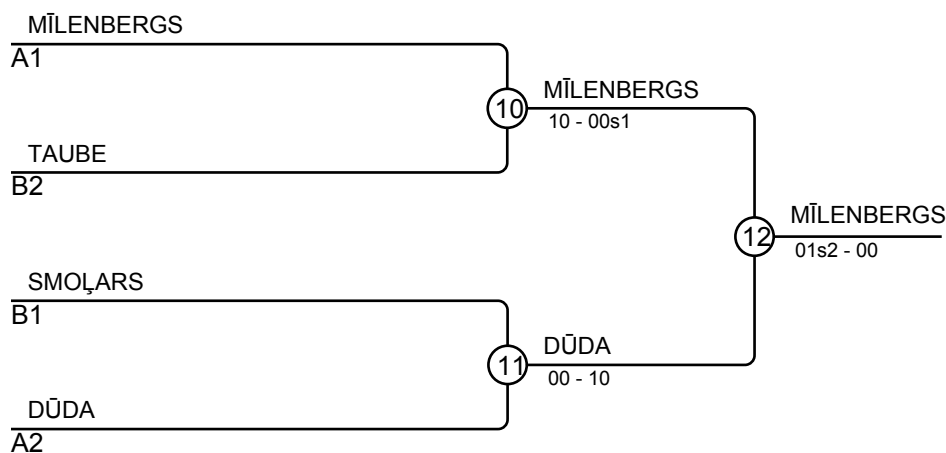 MĪLENBERGS
A1
10
MĪLENBERGS
10 - 00s1
TAUBE
B2
12
MĪLENBERGS
01s2 - 00
SMOĻARS
B1
11
DŪDA
00 - 10
DŪDA
A2